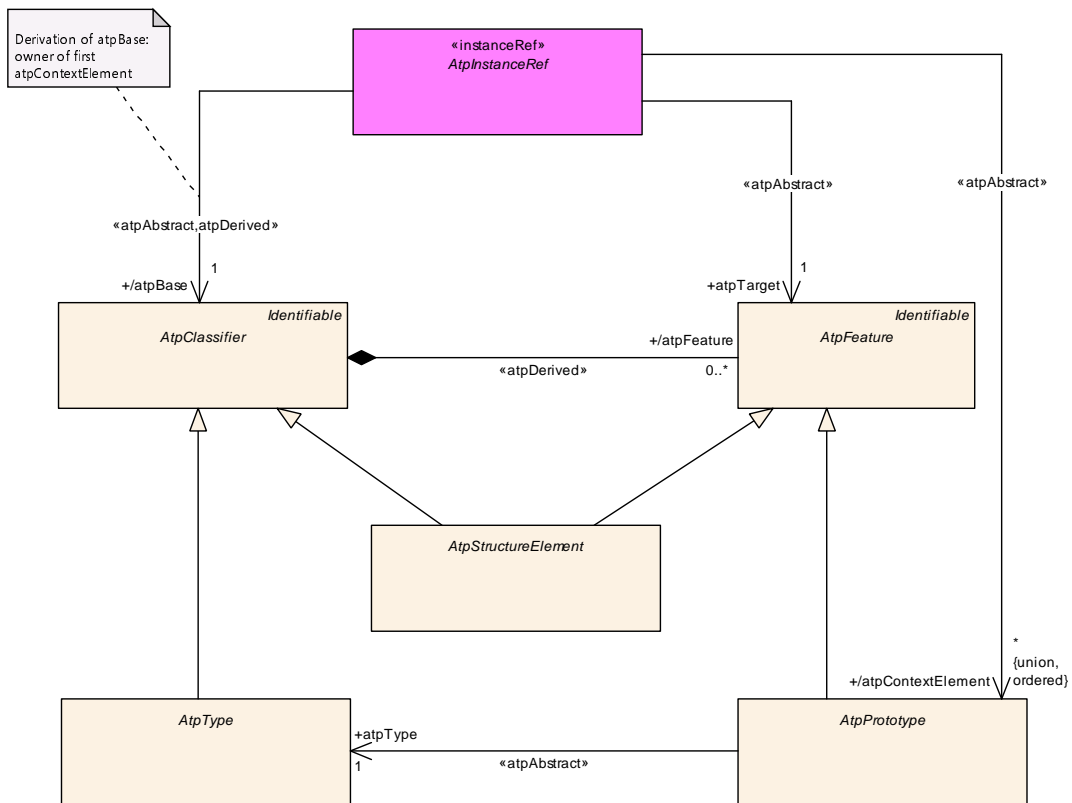 Derivation of atpBase:
owner of first
atpContextElement
«instanceRef»
AtpInstanceRef
«atpAbstract»
«atpAbstract»
«atpAbstract,atpDerived»
1
+/atpBase
1
+atpTarget
Identifiable
AtpClassifier
Identifiable
AtpFeature
+/atpFeature
«atpDerived»
0..*
AtpStructureElement
*
{union,
ordered}
+/atpContextElement
AtpType
AtpPrototype
+atpType
1
«atpAbstract»